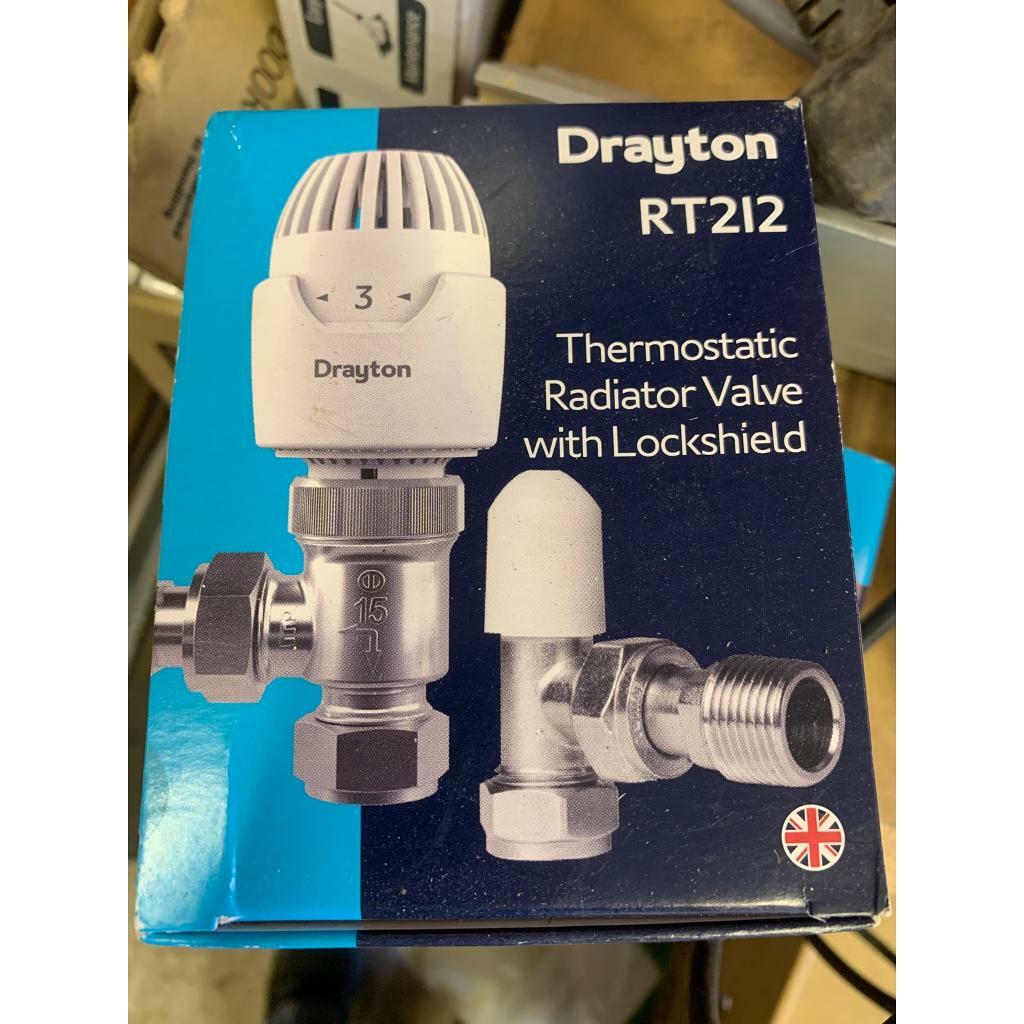 Drayton
RT212
Thermostatic
Radiator Valve
with Lockshield
3
Drayton
15